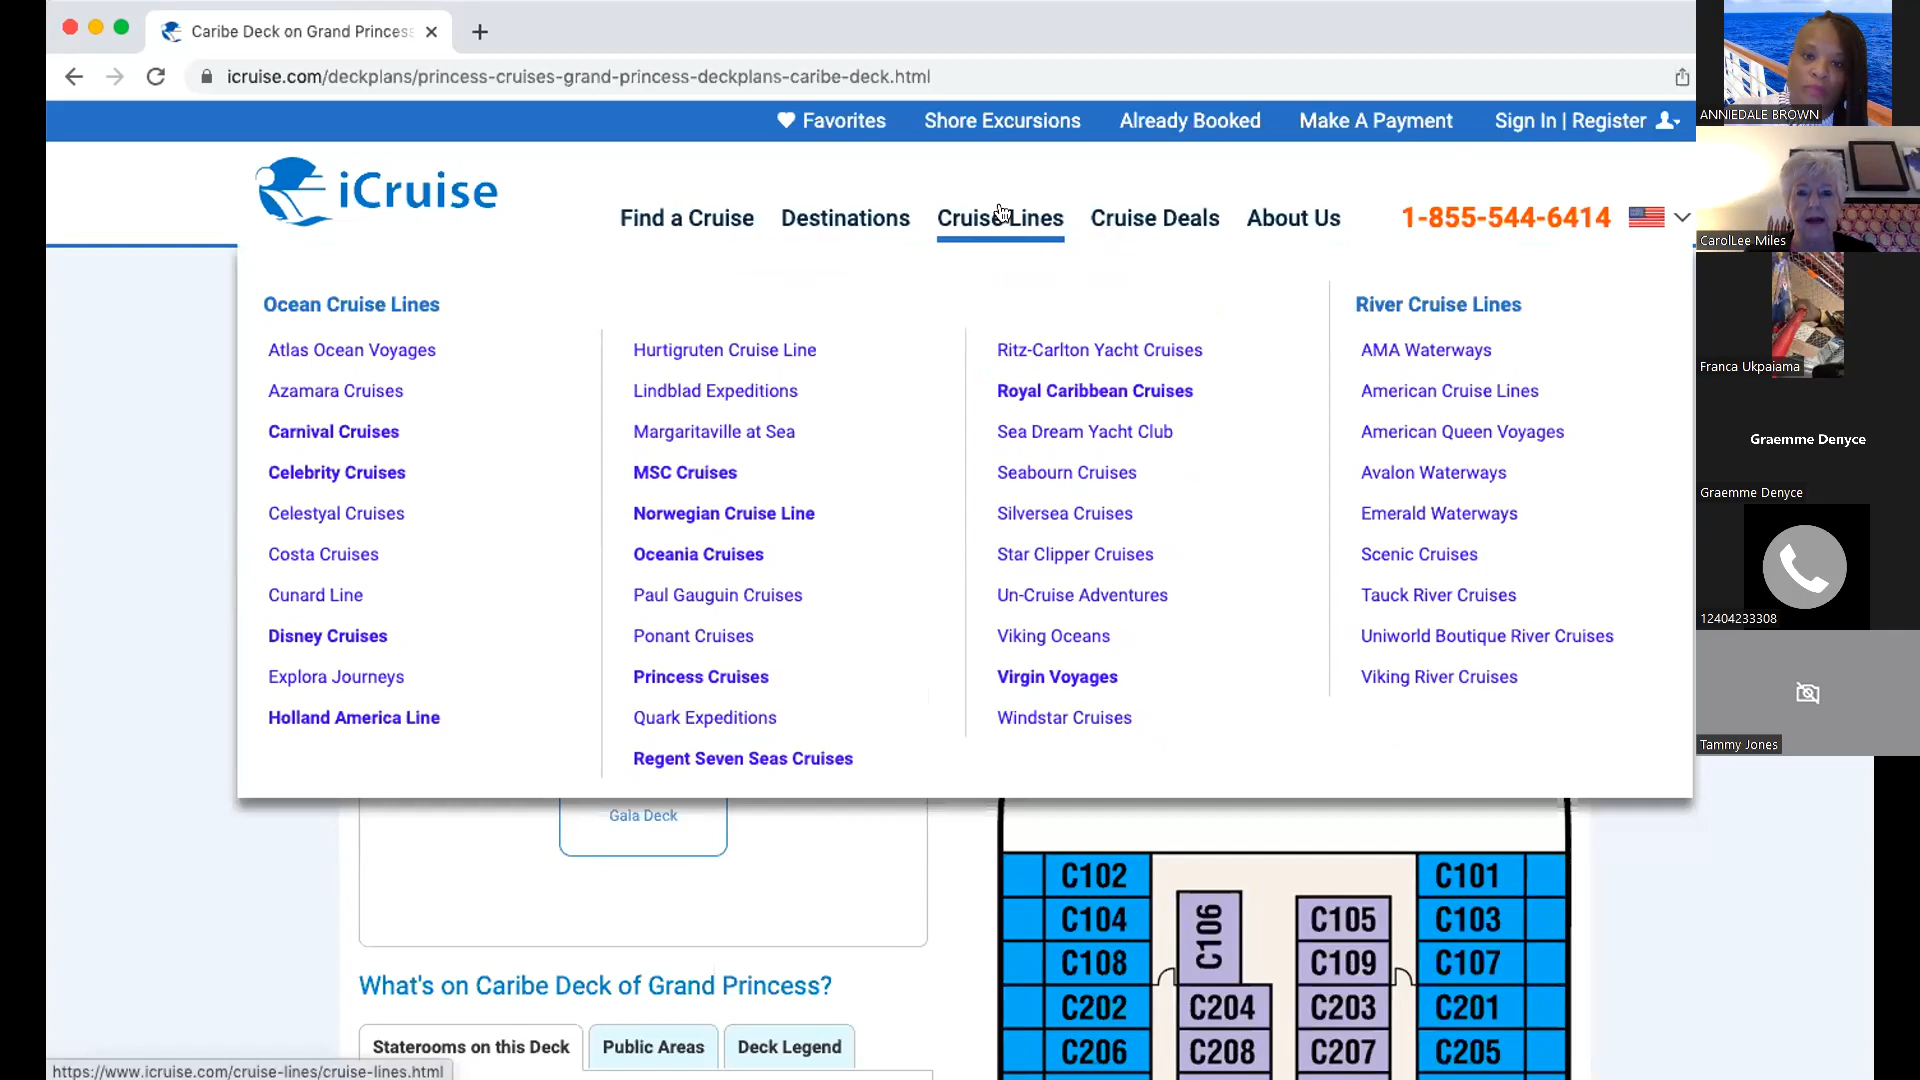 Caribe Deck on Grand Princess
icruise.com/deckplans/princess-cruises-grand-princess-deckplans-caribe-deck.html
Favorites
Shore Excursions
Already Booked
Make A Payment
Sign In | Register
iCruise
Find a Cruise
Destinations
Cruise Lines
Cruise Deals
About Us
1-855-544-6414
Ocean Cruise Lines
Atlas Ocean Voyages
Azamara Cruises
Carnival Cruises
Celebrity Cruises
Celestyal Cruises
Costa Cruises
Cunard Line
Disney Cruises
Explora Journeys
Holland America Line
Hurtigruten Cruise Line
Lindblad Expeditions
Margaritaville at Sea
MSC Cruises
Norwegian Cruise Line
Oceania Cruises
Paul Gauguin Cruises
Ponant Cruises
Princess Cruises
Quark Expeditions
Regent Seven Seas Cruises
Ritz-Carlton Yacht Cruises
Royal Caribbean Cruises
Sea Dream Yacht Club
Seabourn Cruises
Silversea Cruises
Star Clipper Cruises
Un-Cruise Adventures
Viking Oceans
Virgin Voyages
Windstar Cruises
River Cruise Lines
AMA Waterways
American Cruise Lines
American Queen Voyages
Avalon Waterways
Emerald Waterways
Scenic Cruises
Tauck River Cruises
Uniworld Boutique River Cruises
Viking River Cruises
Gala Deck
What's on Caribe Deck of Grand Princess?
Staterooms on this Deck
Public Areas
Deck Legend
C102
C104
C108
C202
C206
C106
C204
C208
C105
C109
C203
C207
C101
C103
C107
C201
C205
https://www.icruise.com/cruise-lines/cruise-lines.html
ANNIEDALE BROWN
CarolLee Miles
Franca Ukpaiama
Graemme Denyce
Graemme Denyce
12404233308
Tammy Jones